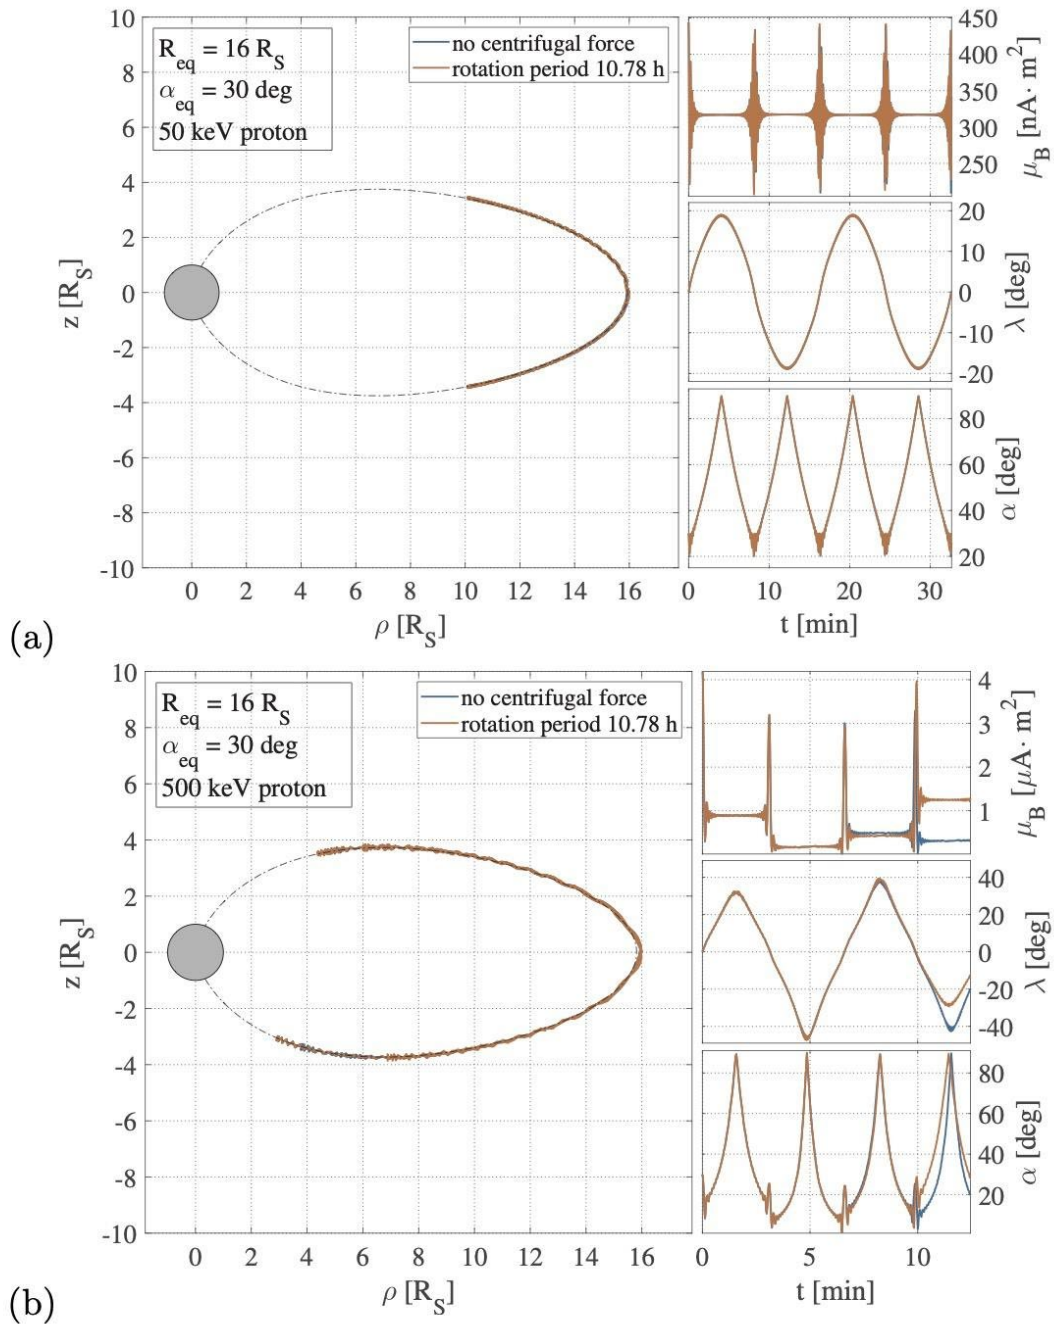 R_eq = 16 R_S
α_eq = 30 deg
50 keV proton
no centrifugal force
rotation period 10.78 h
10
8
6
4
2
0
-2
-4
-6
-8
-10
z [R_S]
0 2 4 6 8 10 12 14 16
ρ [R_S]
450
400
350
300
250
μ_B [nA· m^2]
20
10
0
-10
-20
λ [deg]
80
60
40
20
α [deg]
0 10 20 30
t [min]
(a)
R_eq = 16 R_S
α_eq = 30 deg
500 keV proton
no centrifugal force
rotation period 10.78 h
10
8
6
4
2
0
-2
-4
-6
-8
-10
z [R_S]
0 2 4 6 8 10 12 14 16
ρ [R_S]
4
3
2
1
μ_B [μA· m^2]
40
20
0
-20
-40
λ [deg]
80
60
40
20
α [deg]
0 5 10
t [min]
(b)